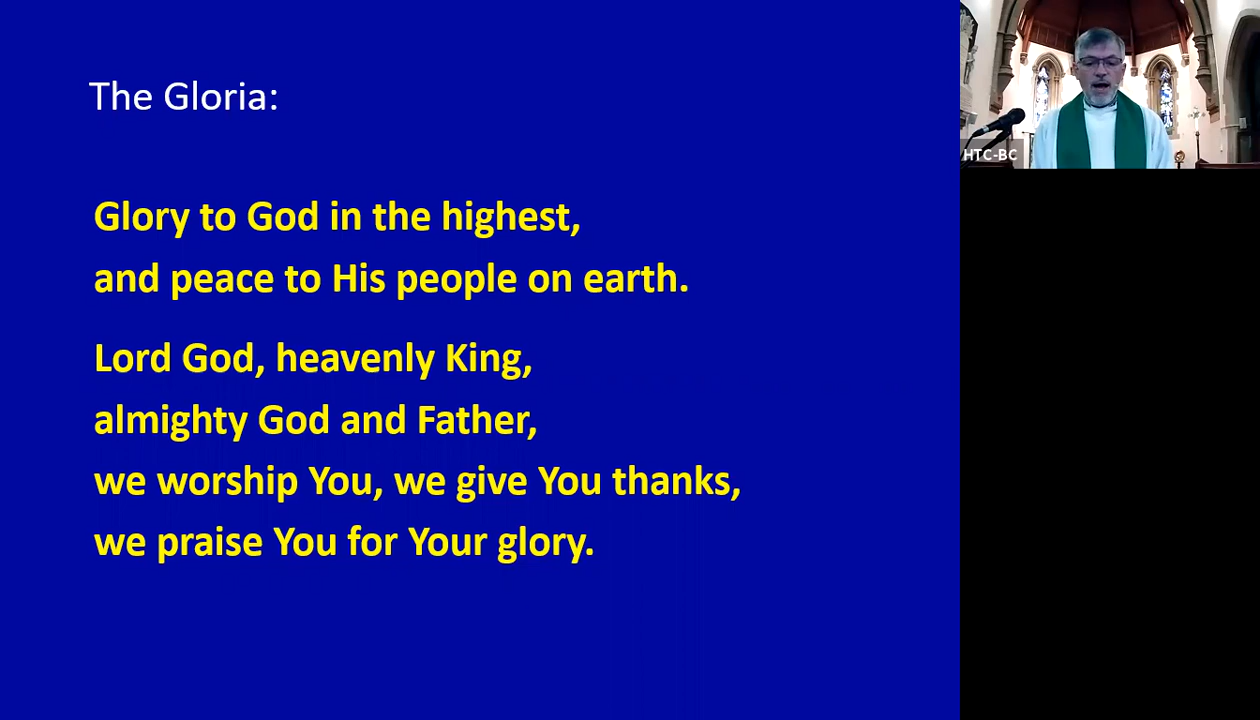 The Gloria:
Glory to God in the highest,
and peace to His people on earth.
Lord God, heavenly King,
almighty God and Father,
we worship You, we give You thanks,
we praise You for Your glory.
HTC-BC